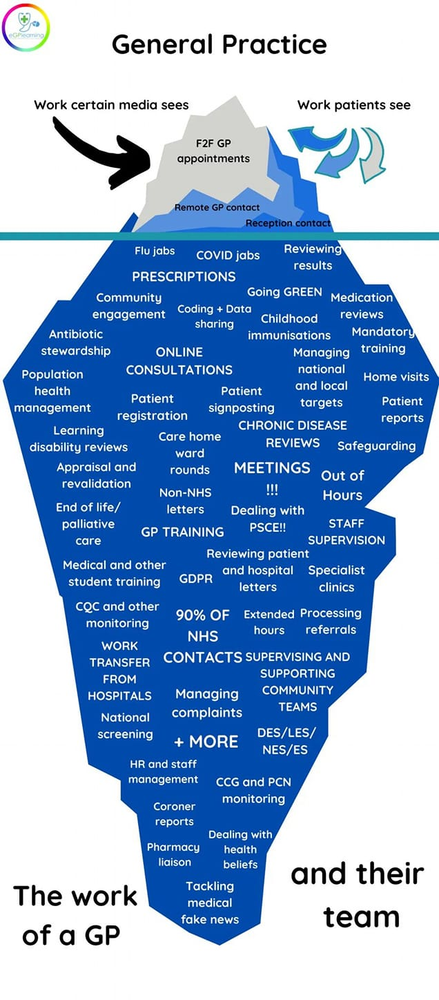 eGPlearning
General Practice
Work certain media sees
Work patients see
F2F GP
appointments
Remote GP contact
Reception contact
Flu jabs
COVID jabs
Reviewing
results
PRESCRIPTIONS
Going GREEN
Community
engagement
Coding + Data
sharing
Medication
reviews
Childhood
immunisations
Antibiotic
stewardship
Mandatory
training
ONLINE
CONSULTATIONS
Managing
national
and local
targets
Population
health
management
Home visits
Patient
registration
Patient
signposting
Patient
reports
CHRONIC DISEASE
REVIEWS
Learning
disability reviews
Care home
ward
rounds
Safeguarding
Appraisal and
revalidation
MEETINGS
!!!
Out of
Hours
Non-NHS
letters
End of life/
palliative
care
Dealing with
PSCE!!
GP TRAINING
STAFF
SUPERVISION
Reviewing patient
and hospital
letters
Medical and other
student training
GDPR
Specialist
clinics
CQC and other
monitoring
90% OF
NHS
CONTACTS
Extended
hours
Processing
referrals
WORK
TRANSFER
FROM
HOSPITALS
SUPERVISING AND
SUPPORTING
COMMUNITY
TEAMS
Managing
complaints
National
screening
+ MORE
DES/LES/
NES/ES
HR and staff
management
CCG and PCN
monitoring
Coroner
reports
Dealing with
health
beliefs
Pharmacy
liaison
Tackling
medical
fake news
The work
of a GP
and their
team